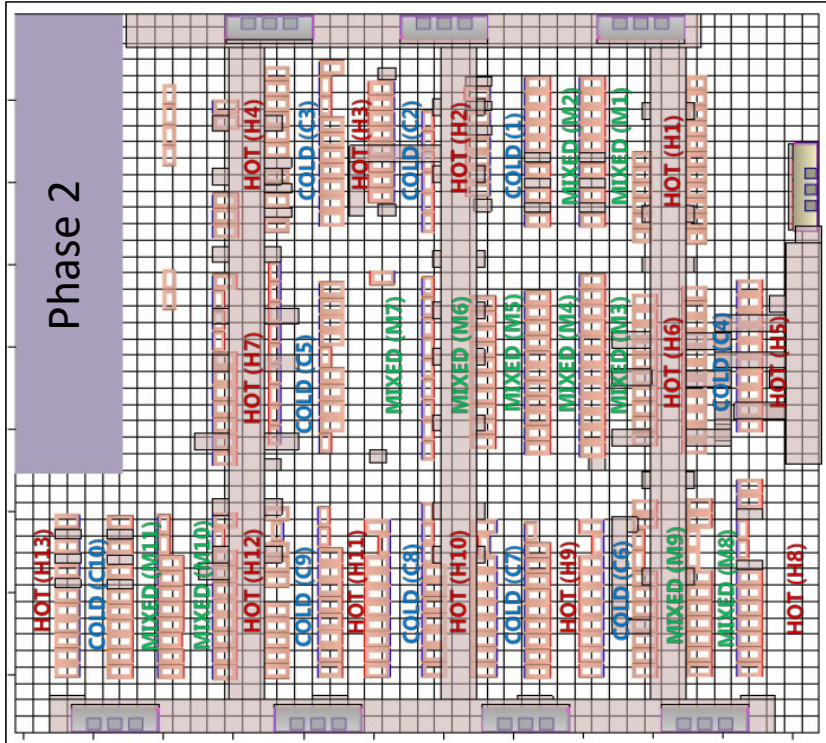 Phase 2
HOT (H4)
COLD (C3)
HOT (H3)
COLD (C2)
HOT (H2)
COLD (1)
MIXED (M2)
MIXED (M1)
HOT (H1)
HOT (H7)
COLD (C5)
MIXED (M7)
MIXED (M6)
MIXED (M5)
MIXED (M4)
MIXED (M3)
HOT (H6)
COLD (C4)
HOT (H5)
HOT (H13)
COLD (C10)
MIXED (M11)
MIXED (M10)
HOT (H12)
COLD (C9)
HOT (H11)
COLD (C8)
HOT (H10)
COLD (C7)
HOT (H9)
COLD (C6)
MIXED (M9)
MIXED (M8)
HOT (H8)